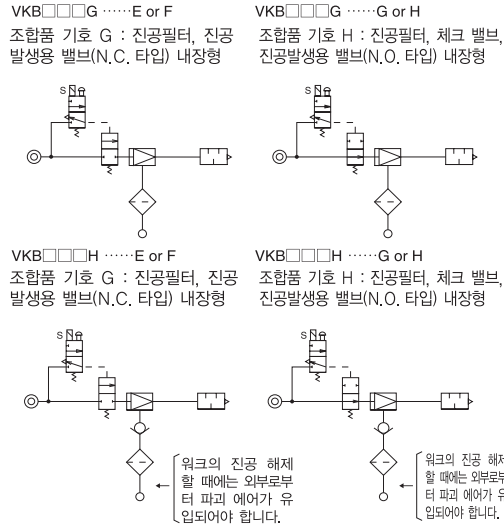 VKB□□□G ······E or F
조합품 기호 G : 진공필터, 진공
발생용 밸브(N.C. 타입) 내장형
S
VKB□□□G ······G or H
조합품 기호 H : 진공필터, 체크 밸브,
진공발생용 밸브(N.O. 타입) 내장형
S
VKB□□□H ······E or F
조합품 기호 G : 진공필터, 진공
발생용 밸브(N.C. 타입) 내장형
S
워크의 진공 해제
할 때에는 외부로부
터 파괴 에어가 유
입되어야 합니다.
VKB□□□H ······G or H
조합품 기호 H : 진공필터, 체크 밸브,
진공발생용 밸브(N.O. 타입) 내장형
S
워크의 진공 해제
할 때에는 외부로부
터 파괴 에어가 유
입되어야 합니다.